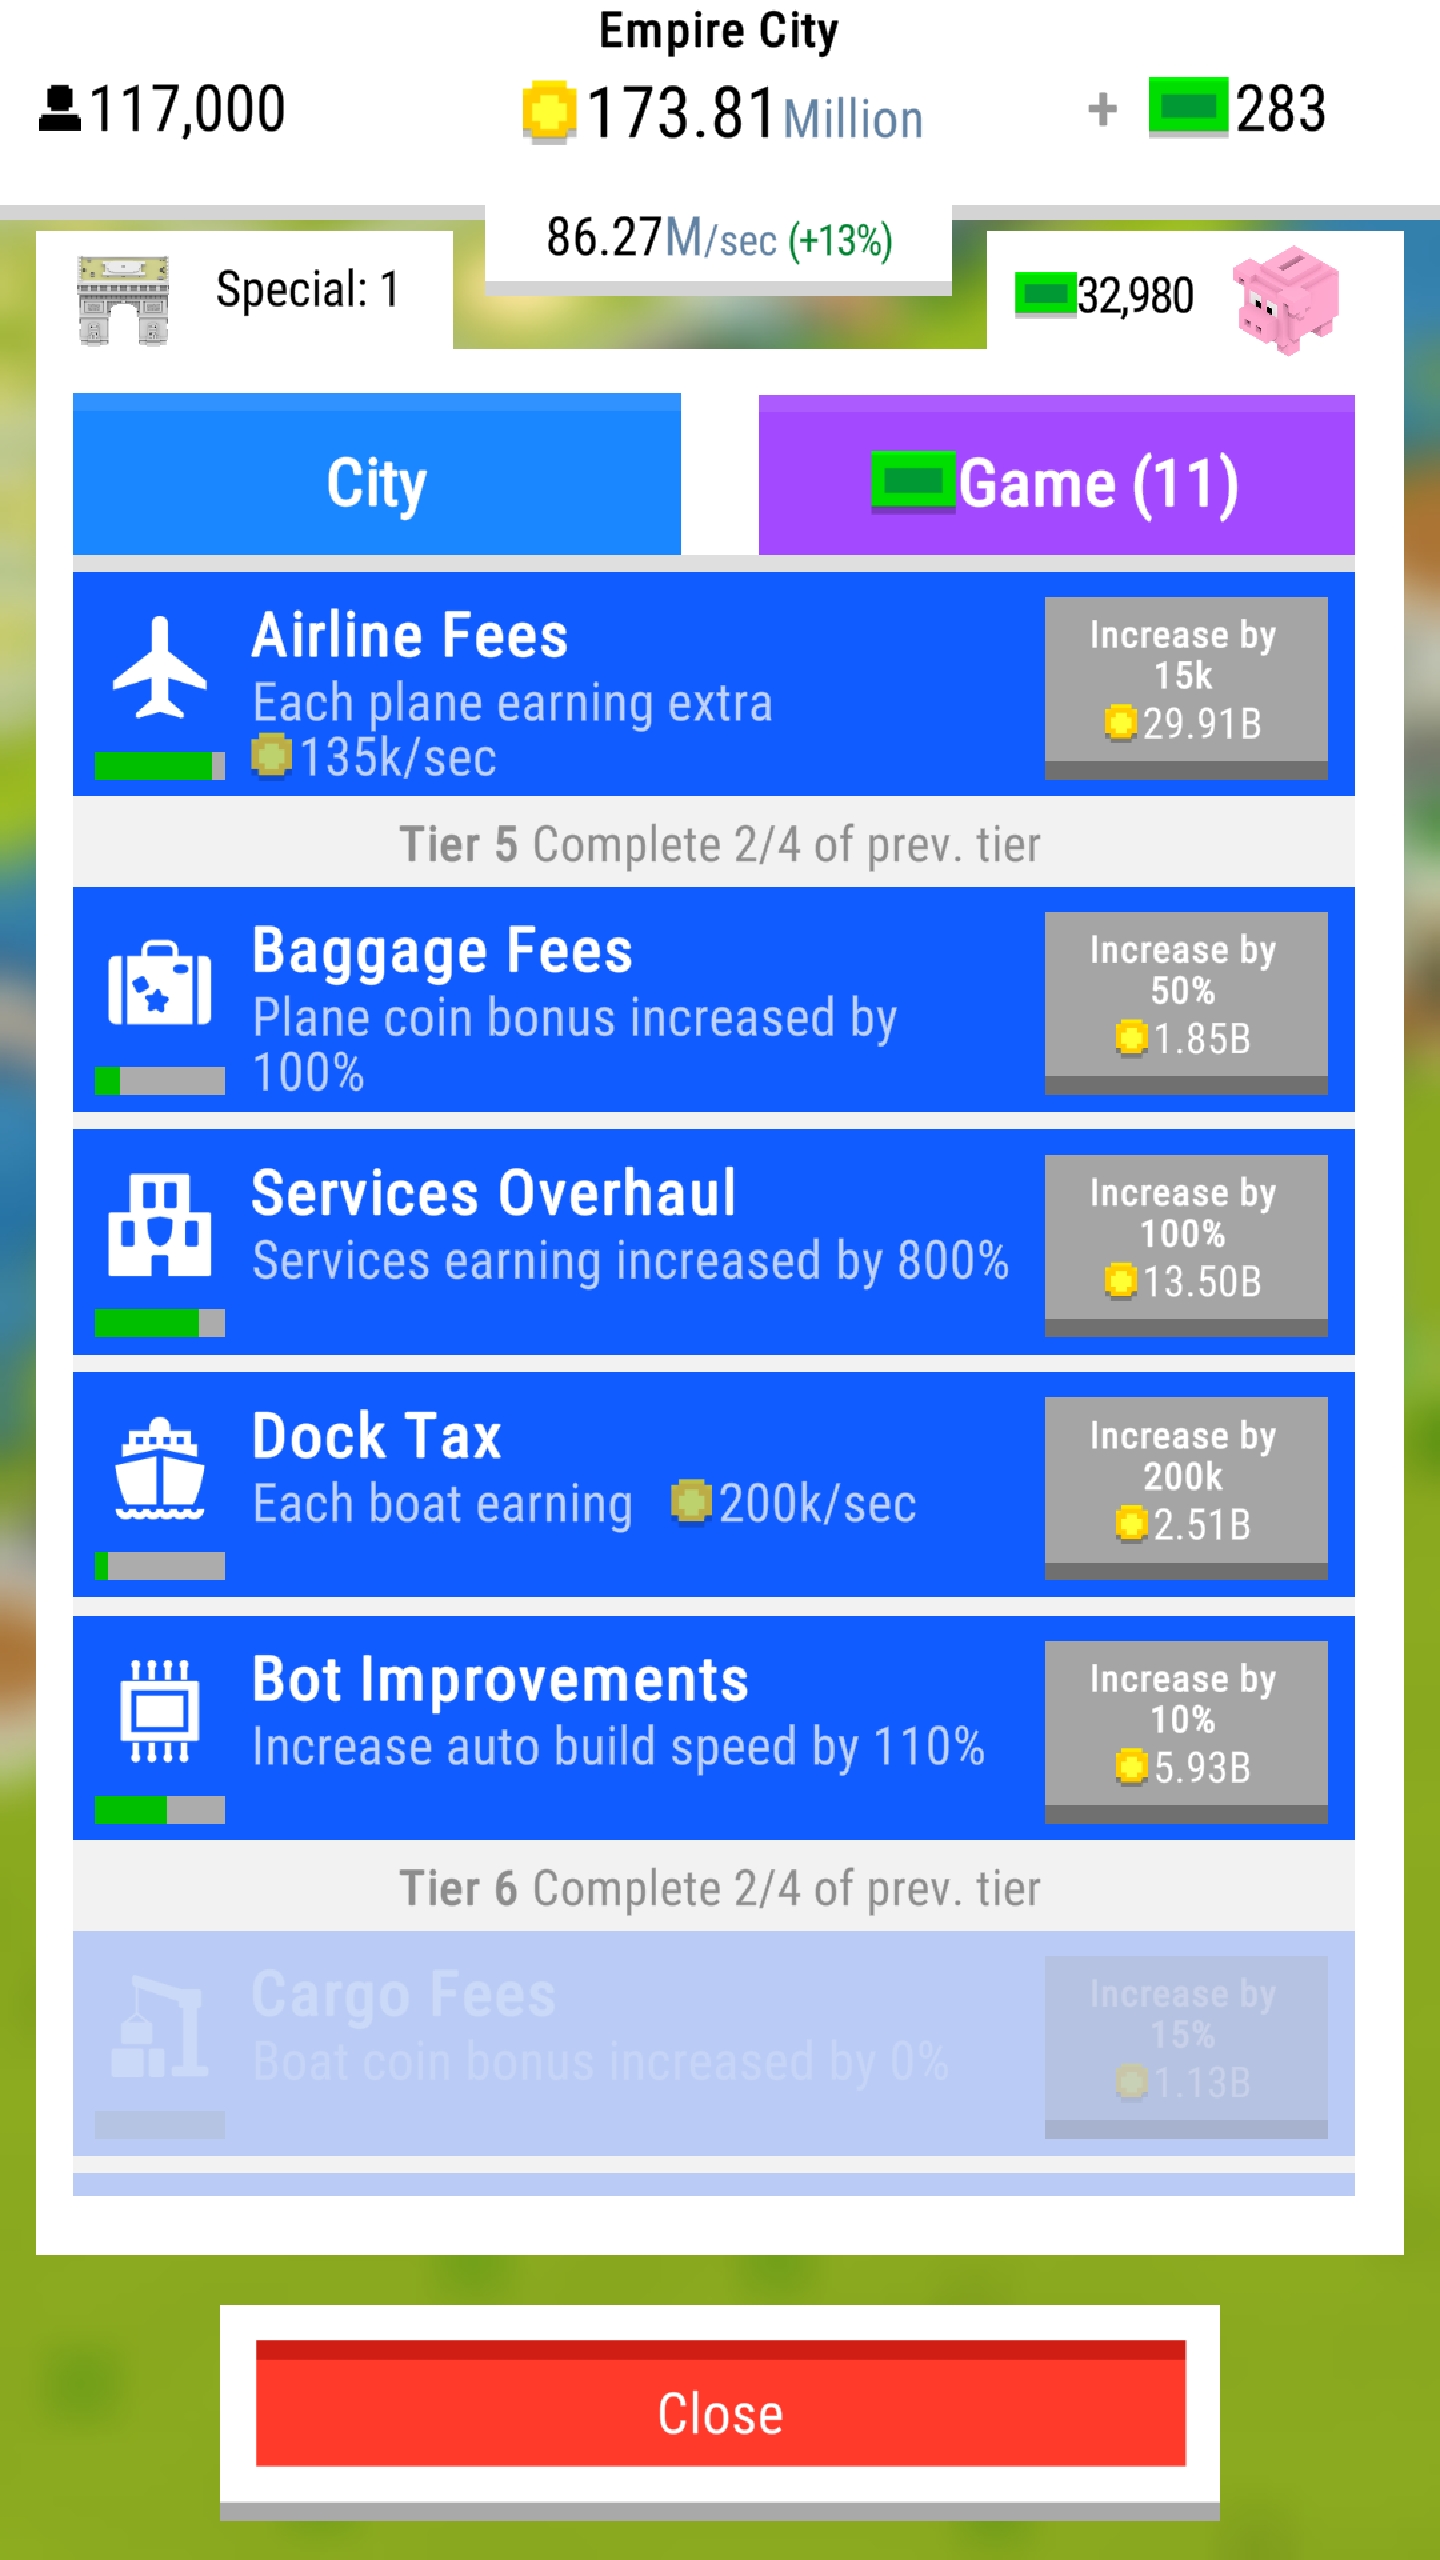 Empire City
117,000
173.81Million
+ 283
86.27M/sec (+13%)
Special: 1
32,980
City
Game (11)
Airline Fees
Each plane earning extra
135k/sec
Increase by
15k
29.91B
Tier 5 Complete 2/4 of prev. tier
Baggage Fees
Plane coin bonus increased by
100%
Increase by
50%
1.85B
Services Overhaul
Services earning increased by 800%
Increase by
100%
13.50B
Dock Tax
Each boat earning 200k/sec
Increase by
200k
2.51B
Bot Improvements
Increase auto build speed by 110%
Increase by
10%
5.93B
Tier 6 Complete 2/4 of prev. tier
Cargo Fees
Boat coin bonus increased by 0%
Increase by
15%
1.13B
Close